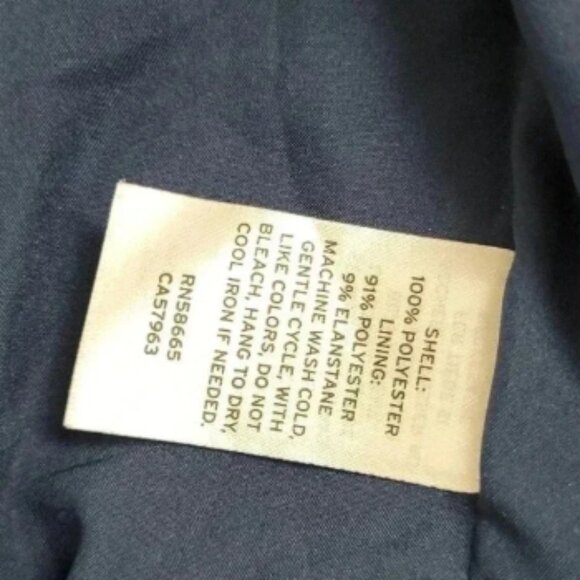 SHELL:
100% POLYESTER
LINING:
91% POLYESTER
9% ELANSTANE
MACHINE WASH COLD,
GENTLE CYCLE, WITH
LIKE COLORS, DO NOT
BLEACH, HANG TO DRY,
COOL IRON IF NEEDED.
RN58665
CA57963